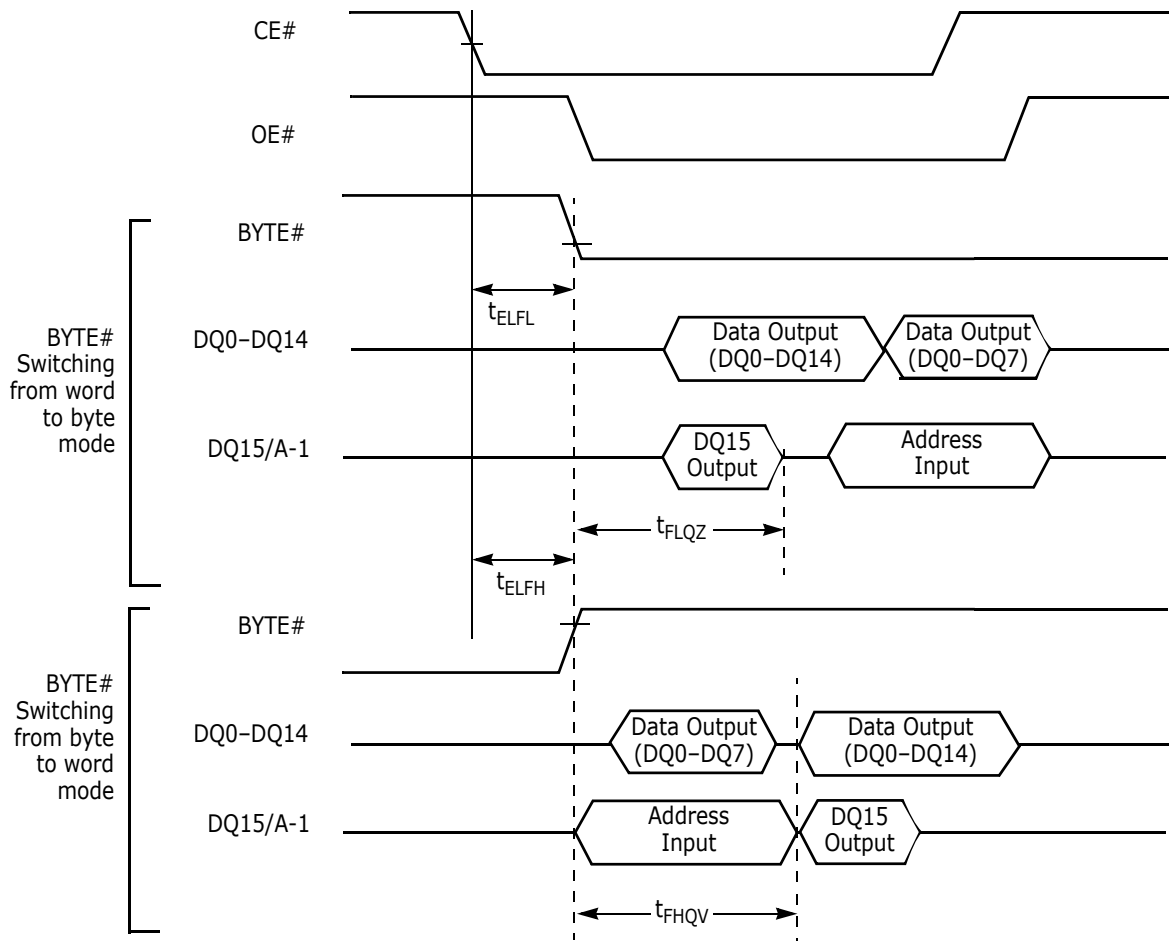 CE#
OE#
BYTE#
tELFL
BYTE#
Switching
from word
to byte
mode
DQ0–DQ14
Data Output
(DQ0–DQ14)
Data Output
(DQ0–DQ7)
DQ15/A-1
DQ15
Output
Address
Input
tFLQZ
tELFH
BYTE#
BYTE#
Switching
from byte
to word
mode
DQ0–DQ14
Data Output
(DQ0–DQ7)
Data Output
(DQ0–DQ14)
DQ15/A-1
Address
Input
DQ15
Output
tFHQV